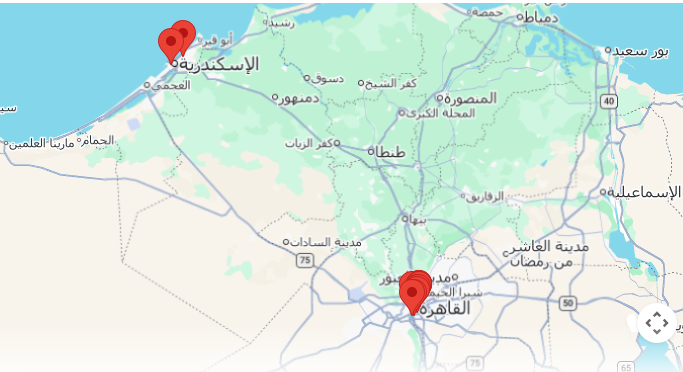 حمصة
دمياط
رشيد
أبو قير
بور سعيد
الإسكندرية
العجمي
دسوق
كفر الشيخ
دمنهور
المنصورة
المحلة الكبرى
40
مارينا العلمين
الحمام
كفر الزيات
طنطا
الزقازيق
الإسماعيلية
بنها
مدينة السادات
مدينة العاشر
من رمضان
75
شبرا الخيمة
50
القاهرة
75
65